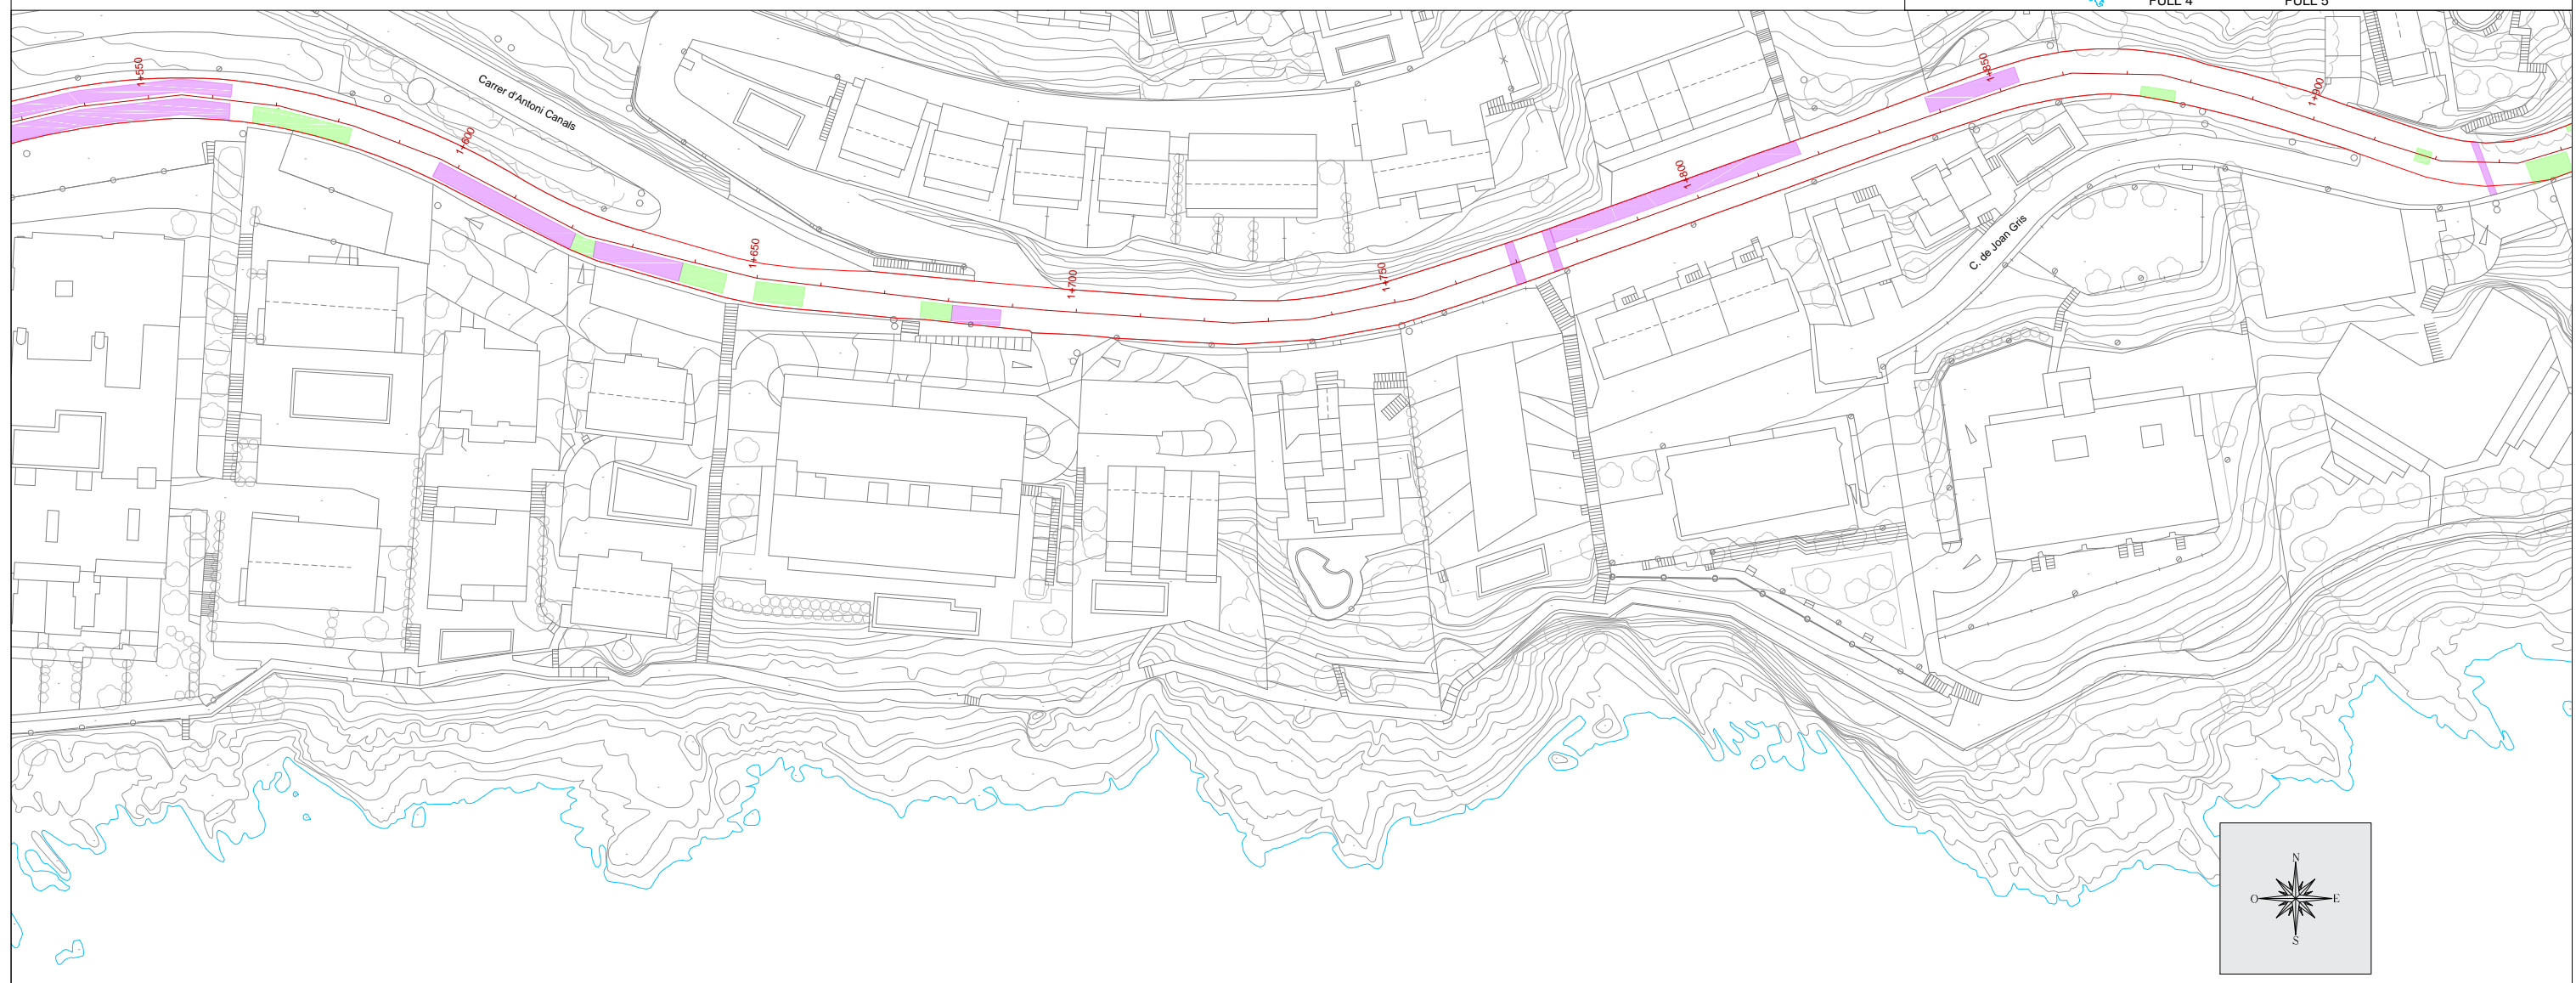 FULL 4
FULL 5
1+550
Carrer d'Antoni Canals
1+600
1+650
1+700
1+750
1+800
1+850
1+900
C. de Joan Gris
N
O
E
S